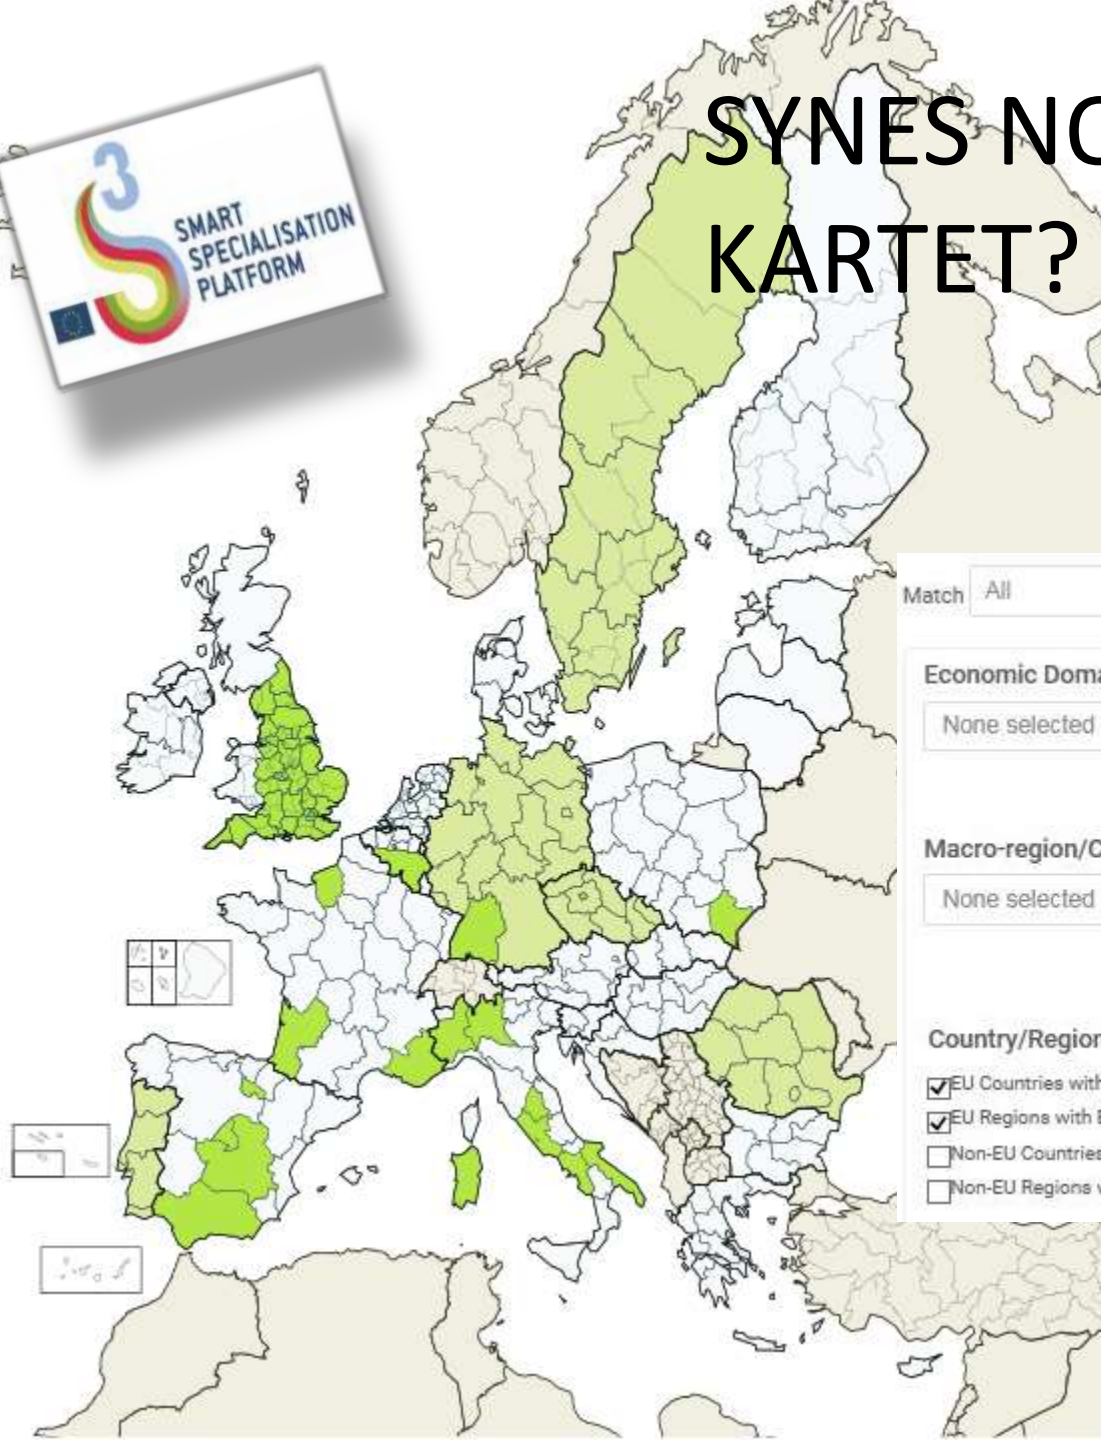 SYNES NO
KARTET?
S3
SMART
SPECIALISATION
PLATFORM
Match All
Economic Doma
None selected
Macro-region/C
None selected
Country/Region
EU Countries with
EU Regions with E
Non-EU Countries
Non-EU Regions w